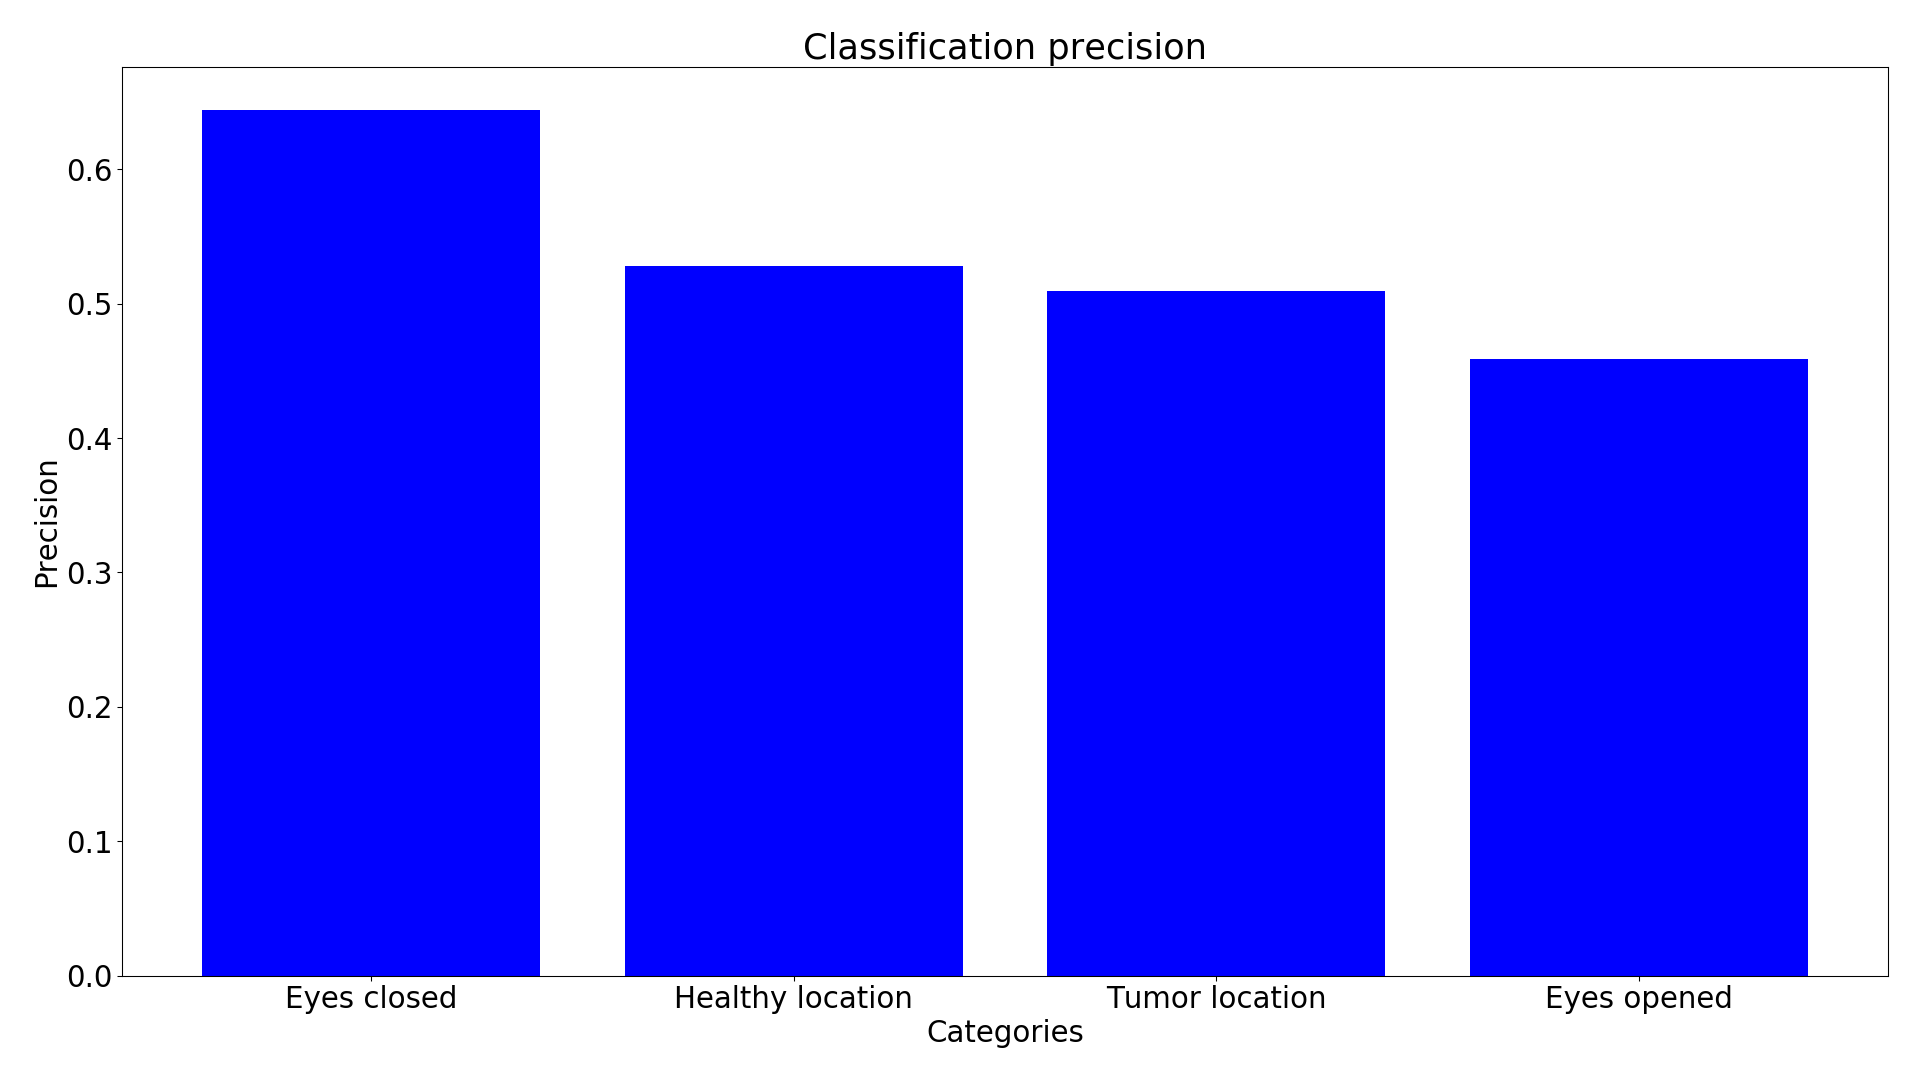 Classification precision
0.6
0.5
0.4
0.3
0.2
0.1
0.0
Precision
Eyes closed Healthy location Tumor location Eyes opened
Categories